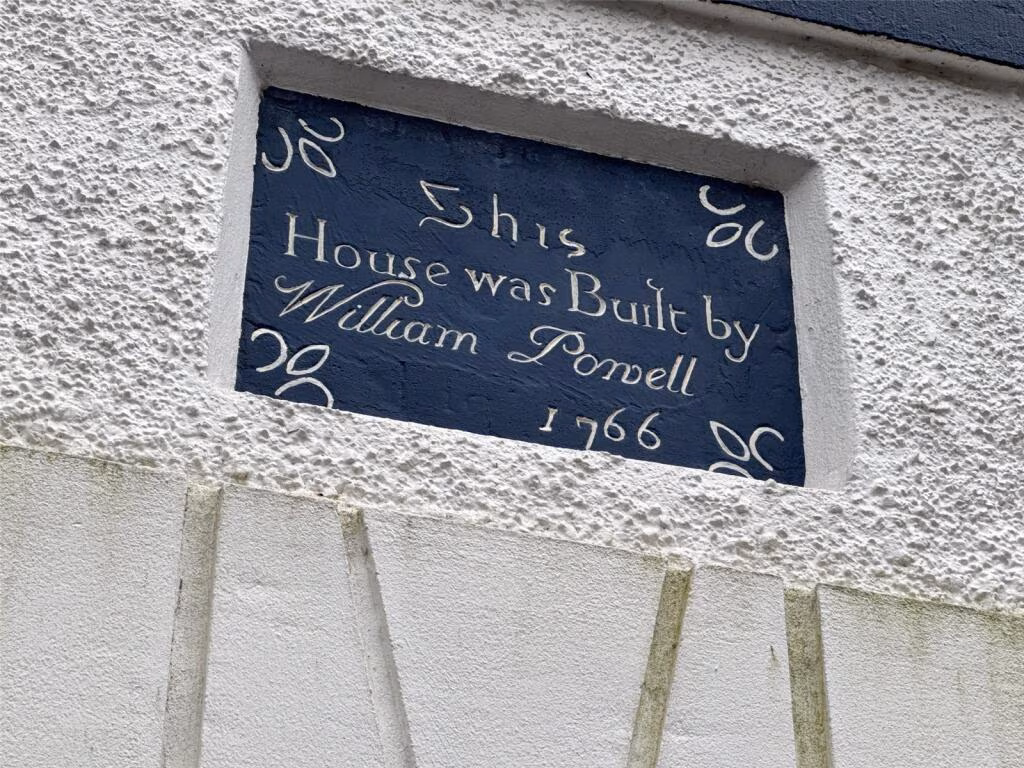 This
House was Built by
William Powell
1766